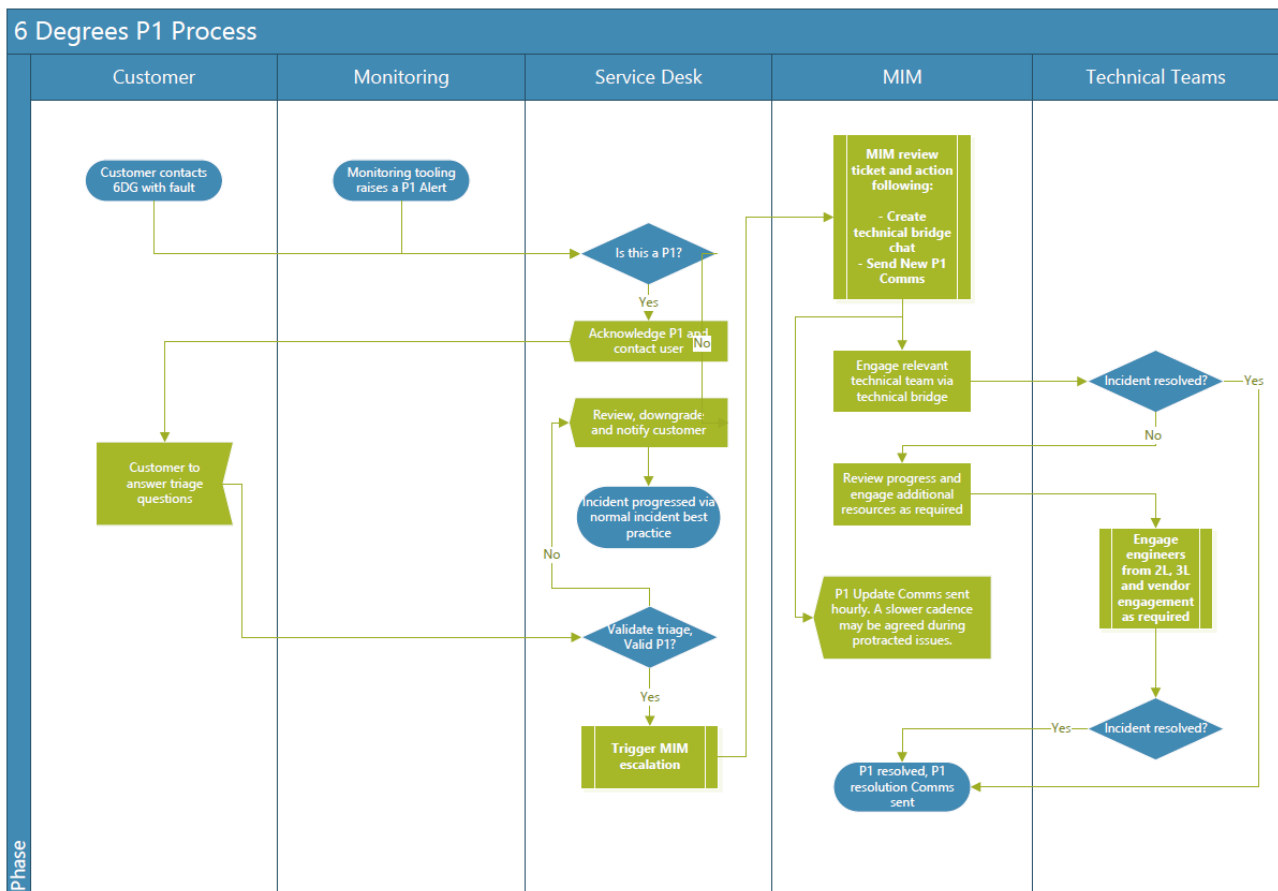 6 Degrees P1 Process
Customer
Monitoring
Service Desk
MIM
Technical Teams
Phase
Customer contacts
6DG with fault
Monitoring tooling
raises a P1 Alert
Is this a P1?
Yes
No
Acknowledge P1 and
contact user
Review, downgrade
and notify customer
Incident progressed via
normal incident best
practice
Customer to
answer triage
questions
No
Validate triage,
Valid P1?
Yes
Trigger MIM
escalation
MIM review
ticket and action
following:
- Create
technical bridge
chat
- Send New P1
Comms
Engage relevant
technical team via
technical bridge
Incident resolved?
Yes
No
Review progress and
engage additional
resources as required
Engage
engineers
from 2L, 3L
and vendor
engagement
as required
P1 Update Comms sent
hourly. A slower cadence
may be agreed during
protracted issues.
Incident resolved?
Yes
P1 resolved, P1
resolution Comms
sent